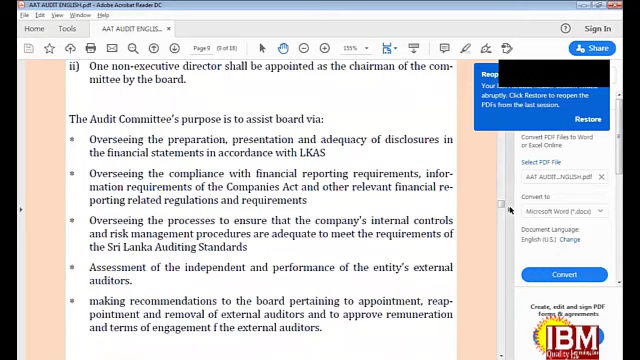 AAT AUDIT ENGLISH.pdf - Adobe Acrobat Reader DC
File Edit View Sign Window Help
Home Tools AAT AUDIT ENGLISH.p... × Sign In
Page9 (9 of 18) 155% Share
ii) One non-executive director shall be appointed as the chairman of the com-
mittee by the board.
The Audit Committee's purpose is to assist board via:
* Overseeing the preparation, presentation and adequacy of disclosures in
the financial statements in accordance with LKAS
* Overseeing the compliance with financial reporting requirements, infor-
mation requirements of the Companies Act and other relevant financial re-
porting related regulations and requirements
* Overseeing the processes to ensure that the company's internal controls
and risk management procedures are adequate to meet the requirements of
the Sri Lanka Auditing Standards
* Assessment of the independent and performance of the entity's external
auditors.
* making recommendations to the board pertaining to appointment, reap-
pointment and removal of external auditors and to approve remuneration
and terms of engagement f the external auditors.
Reop
Your
abruptly. Click Restore to reopen the
PDFs from the last session.
Restore
Convert PDF Files to Word
or Excel Online
Select PDF File
AAT AUDIT...NGLISH.pdf ×
Convert to
Microsoft Word (*.docx)
Document Language:
English (U.S.) Change
Convert
Create, edit and sign PDF
forms & agreements
IBM